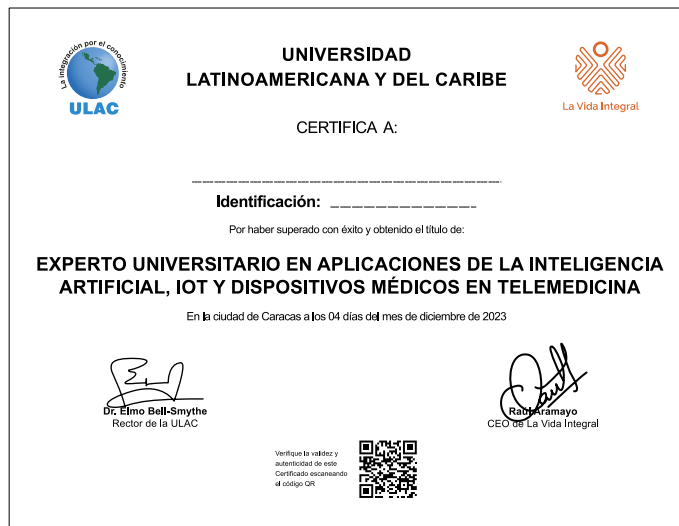 La integración por el conocimiento
ULAC
UNIVERSIDAD
LATINOAMERICANA Y DEL CARIBE
La Vida Integral
CERTIFICA A:
Identificación:
Por haber superado con éxito y obtenido el título de:
EXPERTO UNIVERSITARIO EN APLICACIONES DE LA INTELIGENCIA
ARTIFICIAL, IOT Y DISPOSITIVOS MÉDICOS EN TELEMEDICINA
En la ciudad de Caracas a los 04 días del mes de diciembre de 2023
Dr. Elmo Bell-Smythe
Rector de la ULAC
Raúl Aramayo
CEO de La Vida Integral
Verifique la validez y
autenticidad de este
Certificado escaneando
el código QR